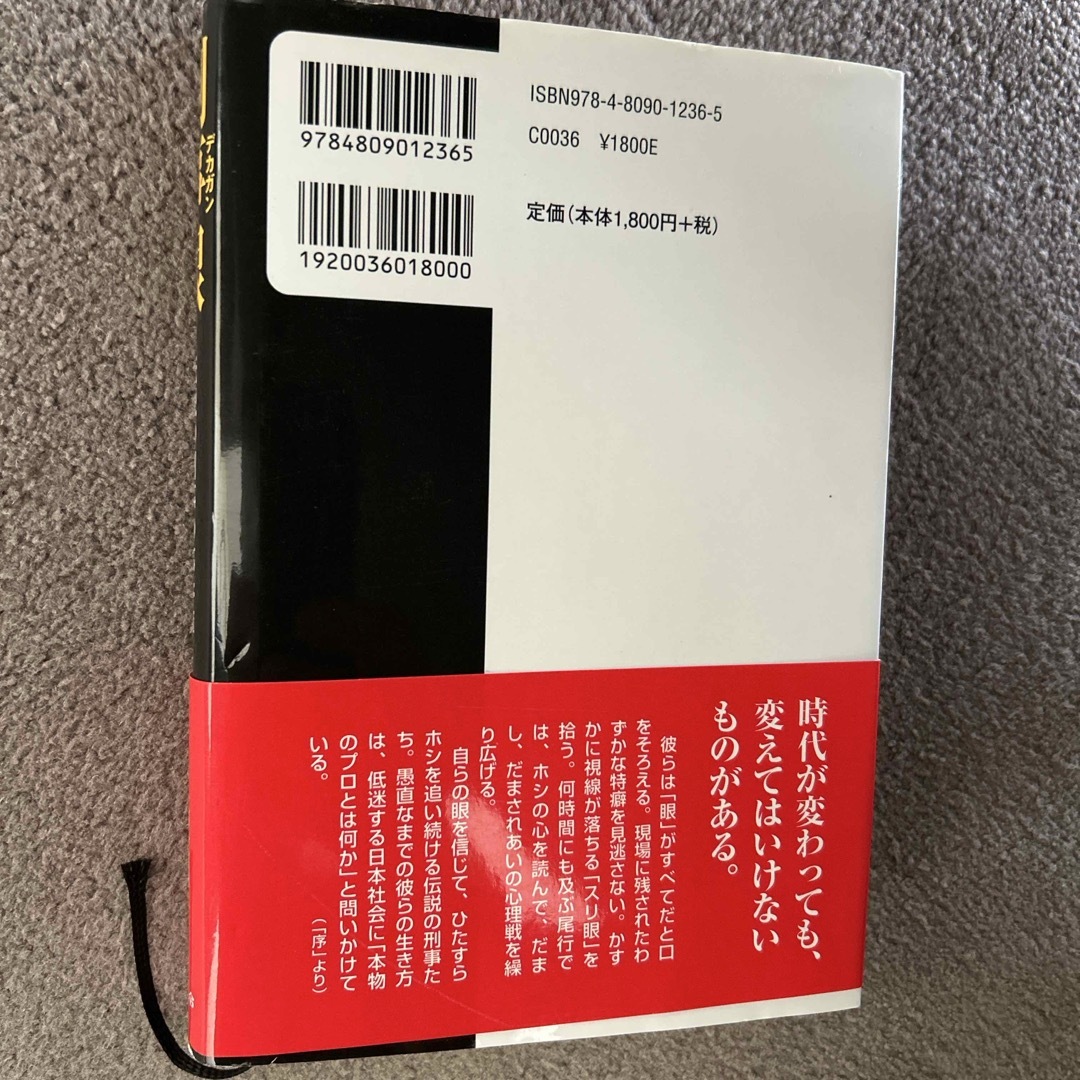 9784809012365
1920036018000
ISBN978-4-8090-1236-5
C0036 ¥1800E
定価(本体1,800円+税)
デカガン
時代が変わっても、
変えてはいけない
ものがある。
彼らは「眼」がすべてだと口
をそろえる。現場に残されたわ
ずかな特癖を見逃さない。かす
かに視線が落ちる「スリ眼」を
拾う。何時間にも及ぶ尾行で
は、ホシの心を読んで、だま
し、だまされあいの心理戦を繰
り広げる。
自らの眼を信じて、ひたすら
ホシを追い続ける伝説の刑事た
ち。愚直なまでの彼らの生き方
は、低迷する日本社会に「本物
のプロとは何か」と問いかけて
いる。
(「序」より)